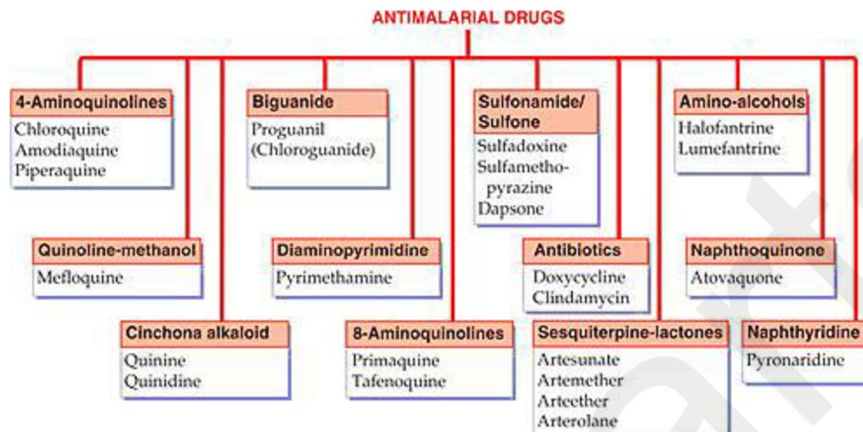 ANTIMALARIAL DRUGS
4-Aminoquinolines
Chloroquine
Amodiaquine
Piperaquine
Biguanide
Proguanil
(Chloroguanide)
Sulfonamide/
Sulfone
Sulfadoxine
Sulfametho-
pyrazine
Dapsone
Amino-alcohols
Halofantrine
Lumefantrine
Quinoline-methanol
Mefloquine
Diaminopyrimidine
Pyrimethamine
Antibiotics
Doxycycline
Clindamycin
Naphthoquinone
Atovaquone
Cinchona alkaloid
Quinine
Quinidine
8-Aminoquinolines
Primaquine
Tafenoquine
Sesquiterpine-lactones
Artesunate
Artemether
Arteether
Arterolane
Naphthyridine
Pyronaridine